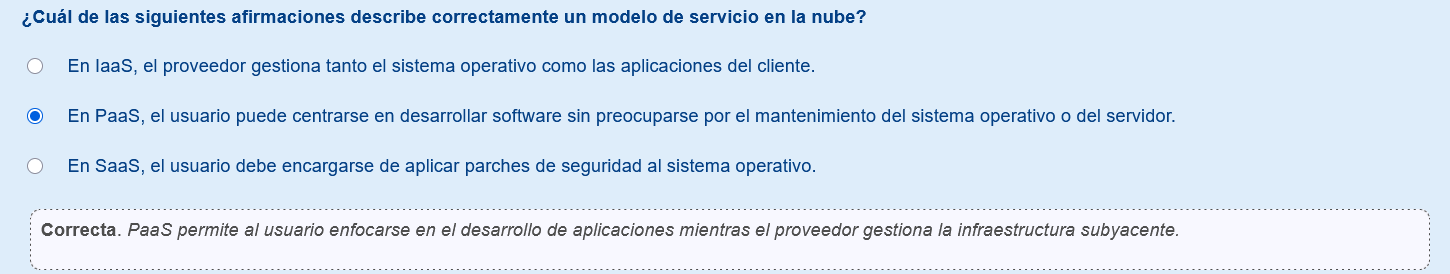 ¿Cuál de las siguientes afirmaciones describe correctamente un modelo de servicio en la nube?
En IaaS, el proveedor gestiona tanto el sistema operativo como las aplicaciones del cliente.
En PaaS, el usuario puede centrarse en desarrollar software sin preocuparse por el mantenimiento del sistema operativo o del servidor.
En SaaS, el usuario debe encargarse de aplicar parches de seguridad al sistema operativo.
Correcta. PaaS permite al usuario enfocarse en el desarrollo de aplicaciones mientras el proveedor gestiona la infraestructura subyacente.